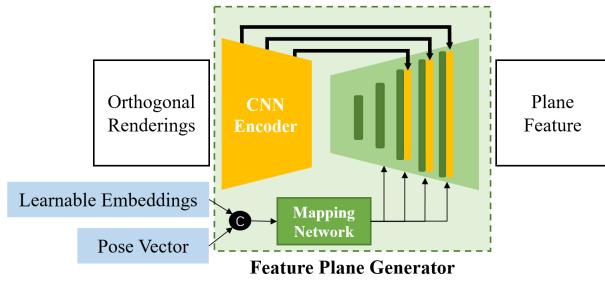 Orthogonal
Renderings
CNN
Encoder
Plane
Feature
Learnable Embeddings
C
Pose Vector
Mapping
Network
Feature Plane Generator